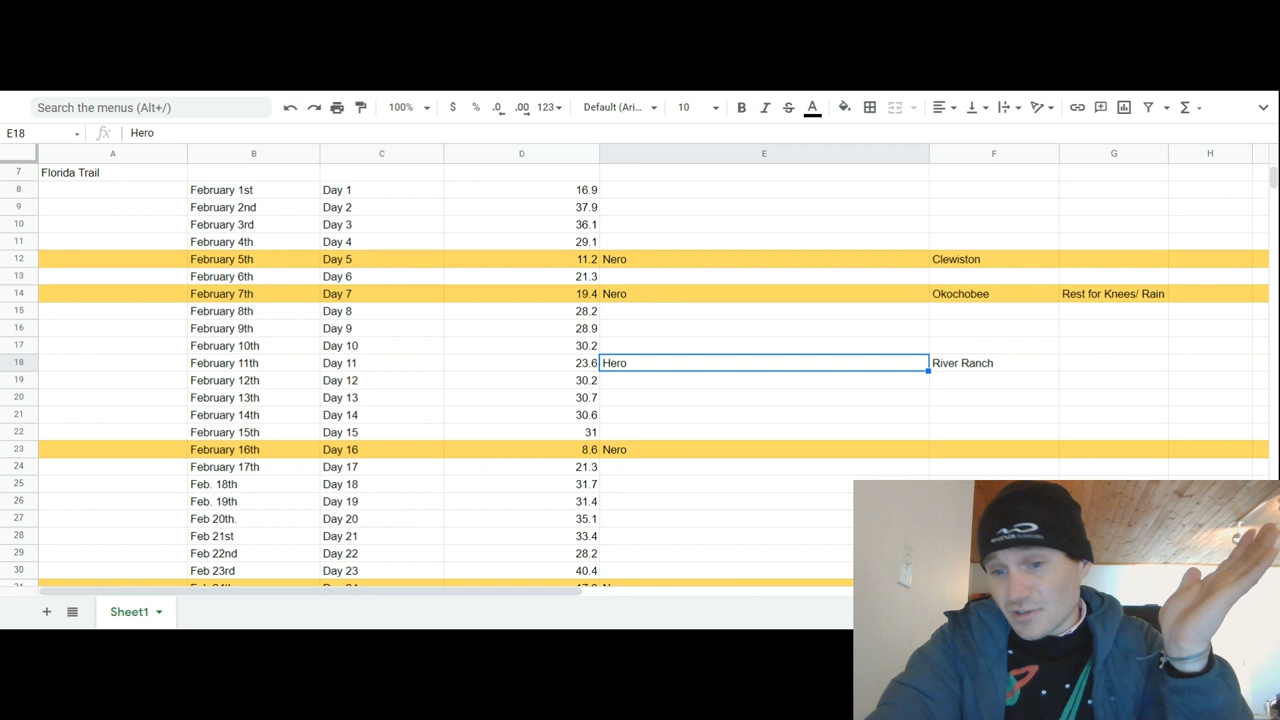 Search the menus (Alt+/) 100% $ % .0 .00 123 Default (Ari... 10 B I S A Σ
E18 fx Hero
A B C D E F G H
7 Florida Trail
8 February 1st Day 1 16.9
9 February 2nd Day 2 37.9
10 February 3rd Day 3 36.1
11 February 4th Day 4 29.1
12 February 5th Day 5 11.2 Nero Clewiston
13 February 6th Day 6 21.3
14 February 7th Day 7 19.4 Nero Okochobee Rest for Knees/ Rain
15 February 8th Day 8 28.2
16 February 9th Day 9 28.9
17 February 10th Day 10 30.2
18 February 11th Day 11 23.6 Hero River Ranch
19 February 12th Day 12 30.2
20 February 13th Day 13 30.7
21 February 14th Day 14 30.6
22 February 15th Day 15 31
23 February 16th Day 16 8.6 Nero
24 February 17th Day 17 21.3
25 Feb. 18th Day 18 31.7
26 Feb. 19th Day 19 31.4
27 Feb 20th. Day 20 35.1
28 Feb 21st Day 21 33.4
29 Feb 22nd Day 22 28.2
30 Feb 23rd Day 23 40.4
Sheet1